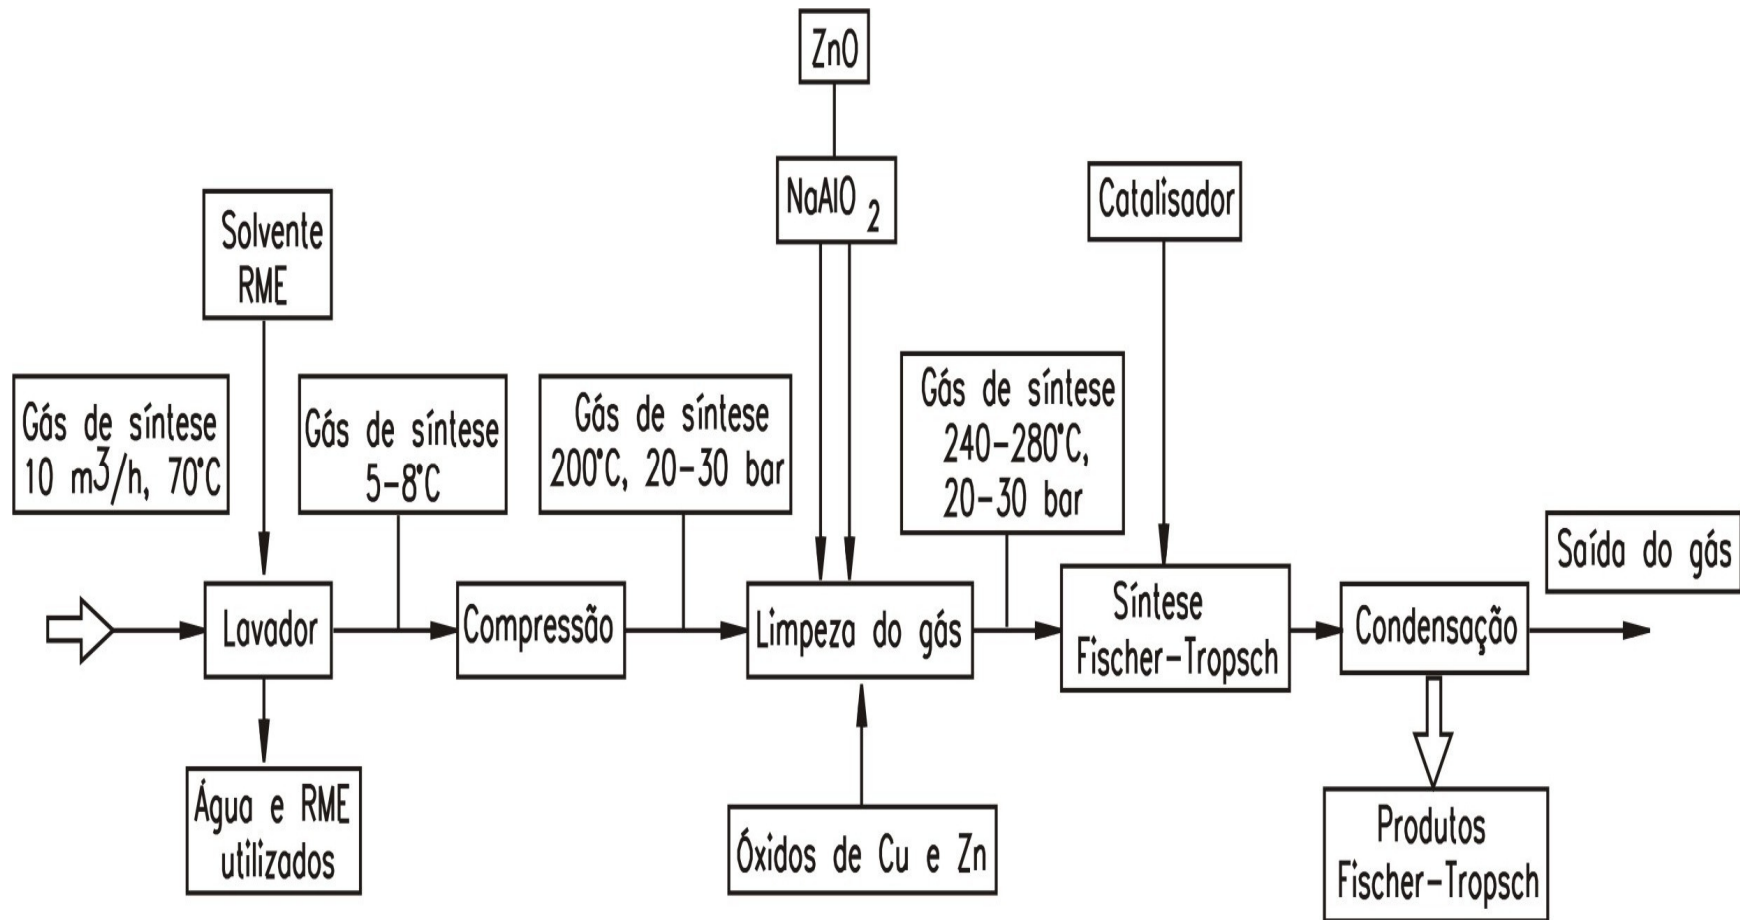 ZnO
NaAlO 2
Catalisador
Solvente
RME
Gás de síntese
10 m3/h, 70°C
Gás de síntese
5-8°C
Gás de síntese
200°C, 20-30 bar
Gás de síntese
240-280°C,
20-30 bar
Saída do gás
Lavador
Compressão
Limpeza do gás
Síntese
Fischer-Tropsch
Condensação
Água e RME
utilizados
Óxidos de Cu e Zn
Produtos
Fischer-Tropsch